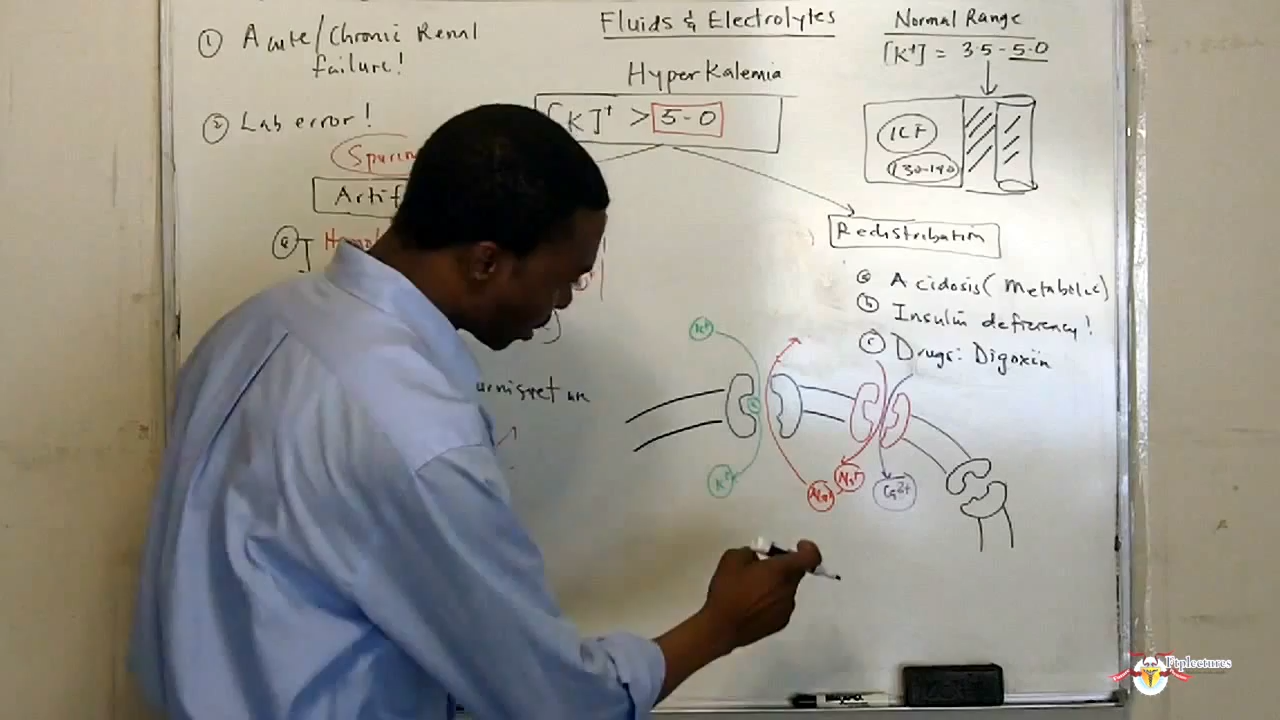 Fluids & Electrolytes
Normal Range
[K+] = 3.5 - 5.0
① Acute/Chronic Renal
failure!
HyperKalemia
② Lab error!
[K]+ > 5-0
ICF
130-140
Artif
Redistribution
ⓐ
ⓐ Acidosis (Metabolic)
ⓑ Insulin deficiency!
ⓒ Drugs: Digoxin
K+
K+
Na+
Na+
Ca2+
Ftplectures